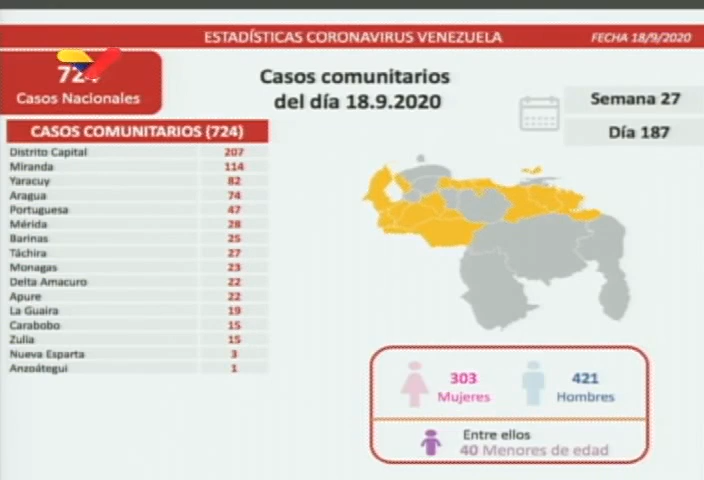 ESTADÍSTICAS CORONAVIRUS VENEZUELA
FECHA 18/9/2020
724
Casos Nacionales
Casos comunitarios
del día 18.9.2020
Semana 27
Día 187
CASOS COMUNITARIOS (724)
Distrito Capital 207
Miranda 114
Yaracuy 82
Aragua 74
Portuguesa 47
Mérida 28
Barinas 25
Táchira 27
Monagas 23
Delta Amacuro 22
Apure 22
La Guaira 19
Carabobo 15
Zulia 15
Nueva Esparta 3
Anzoátegui 1
303
Mujeres
421
Hombres
Entre ellos
40 Menores de edad